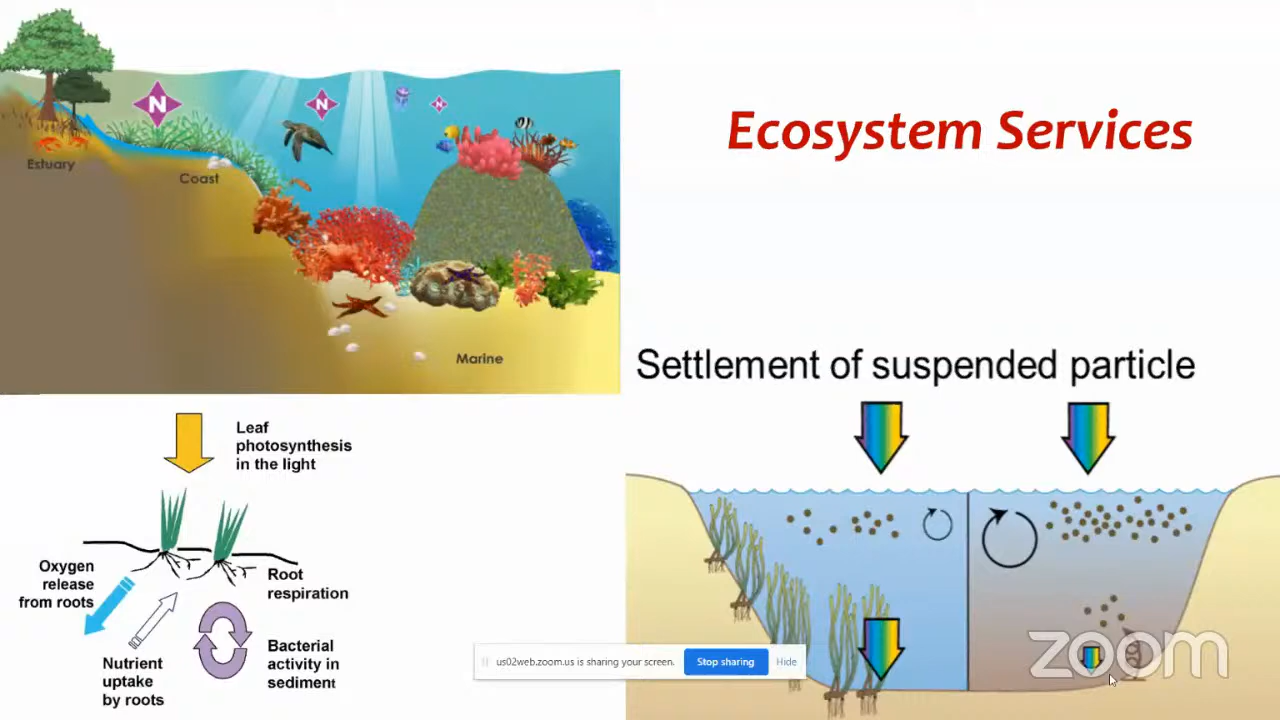 Ecosystem Services
N
N
N
Estuary
Coast
Marine
Settlement of suspended particle
Leaf
photosynthesis
in the light
Oxygen
release
from roots
Root
respiration
Nutrient
uptake
by roots
Bacterial
activity in
sediment
us02web.zoom.us is sharing your screen.
Stop sharing
Hide
zoom